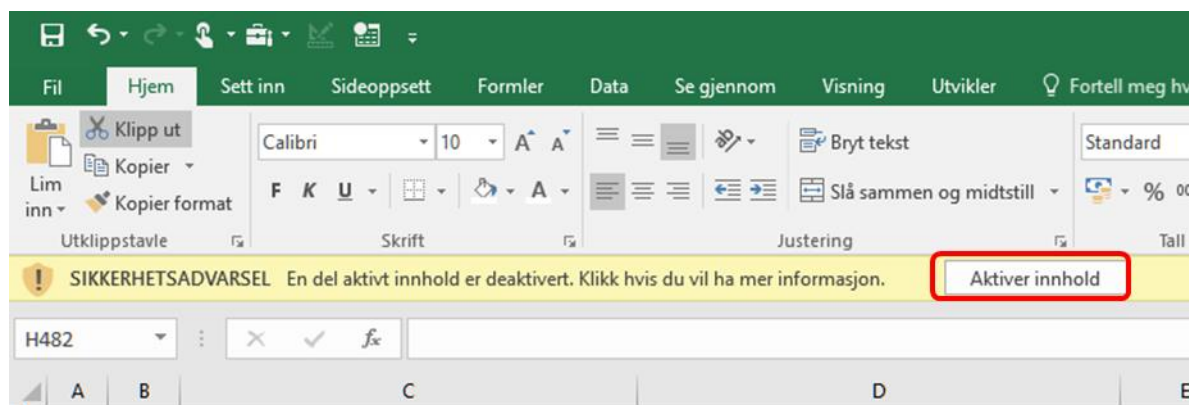 Fil Hjem Sett inn Sideoppsett Formler Data Se gjennom Visning Utvikler Fortell meg hv
Klipp ut
Kopier
Kopier format
Lim
inn
Utklippstavle
Calibri 10 A A
F K U A
Skrift
Bryt tekst
Slå sammen og midtstill
Justering
Standard
% 00
Tall
SIKKERHETSADVARSEL En del aktivt innhold er deaktivert. Klikk hvis du vil ha mer informasjon. Aktiver innhold
H482 fx
A B C D E